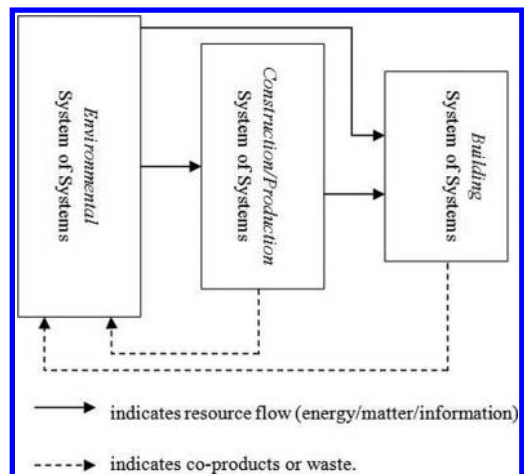 Environmental
System of Systems
Construction/Production
System of Systems
Building
System of Systems
indicates resource flow (energy/matter/information)
indicates co-products or waste.